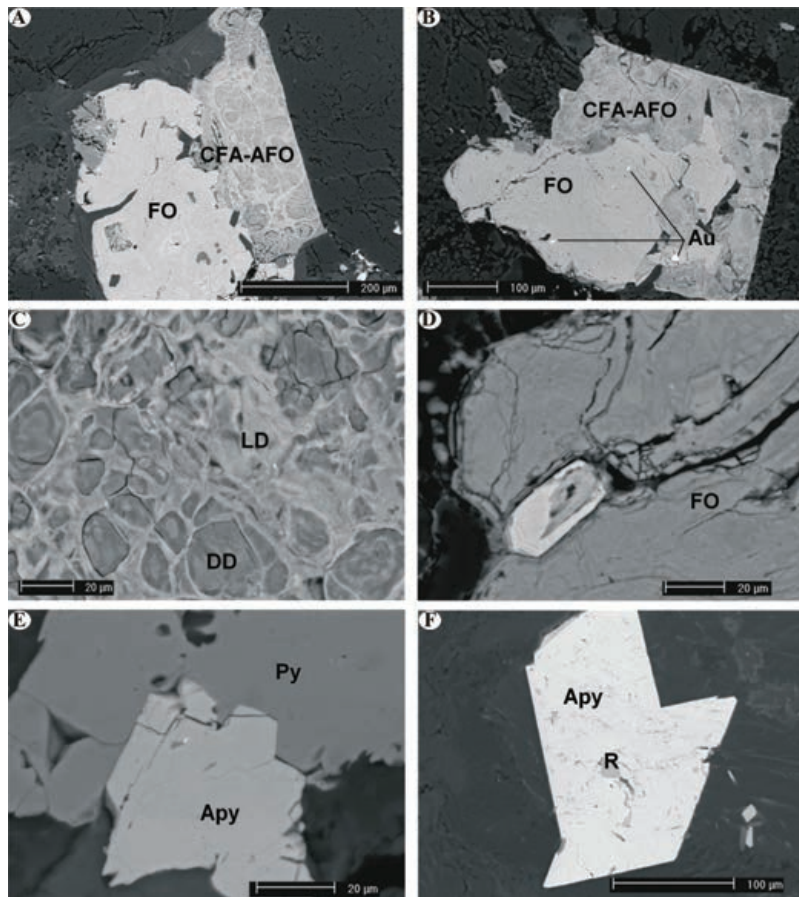 A
CFA-AFO
FO
200 µm
B
CFA-AFO
FO
Au
100 µm
C
LD
DD
20 µm
D
FO
20 µm
E
Py
Apy
20 µm
F
Apy
R
100 µm